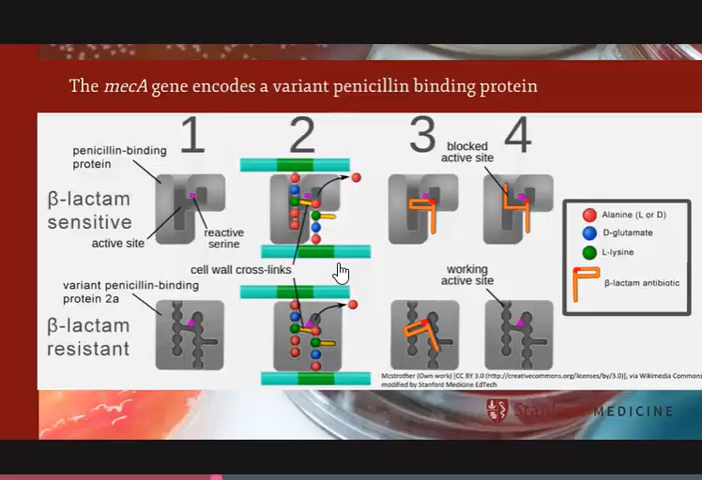 The mecA gene encodes a variant penicillin binding protein
1
2
3
4
penicillin-binding
protein
β-lactam
sensitive
active site
reactive
serine
blocked
active site
cell wall cross-links
variant penicillin-binding
protein 2a
β-lactam
resistant
working
active site
Alanine (L or D)
D-glutamate
L-lysine
β-lactam antibiotic
Mcstrother (Own work) [CC BY 3.0 (http://creativecommons.org/licenses/by/3.0)], via Wikimedia Commons
modified by Stanford Medicine EdTech
MEDICINE